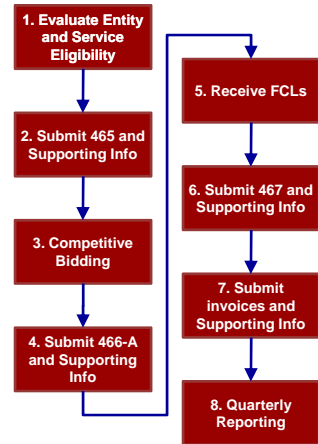 1. Evaluate Entity
and Service
Eligibility
2. Submit 465 and
Supporting Info
3. Competitive
Bidding
4. Submit 466-A
and Supporting
Info
5. Receive FCLs
6. Submit 467 and
Supporting Info
7. Submit
invoices and
Supporting Info
8. Quarterly
Reporting